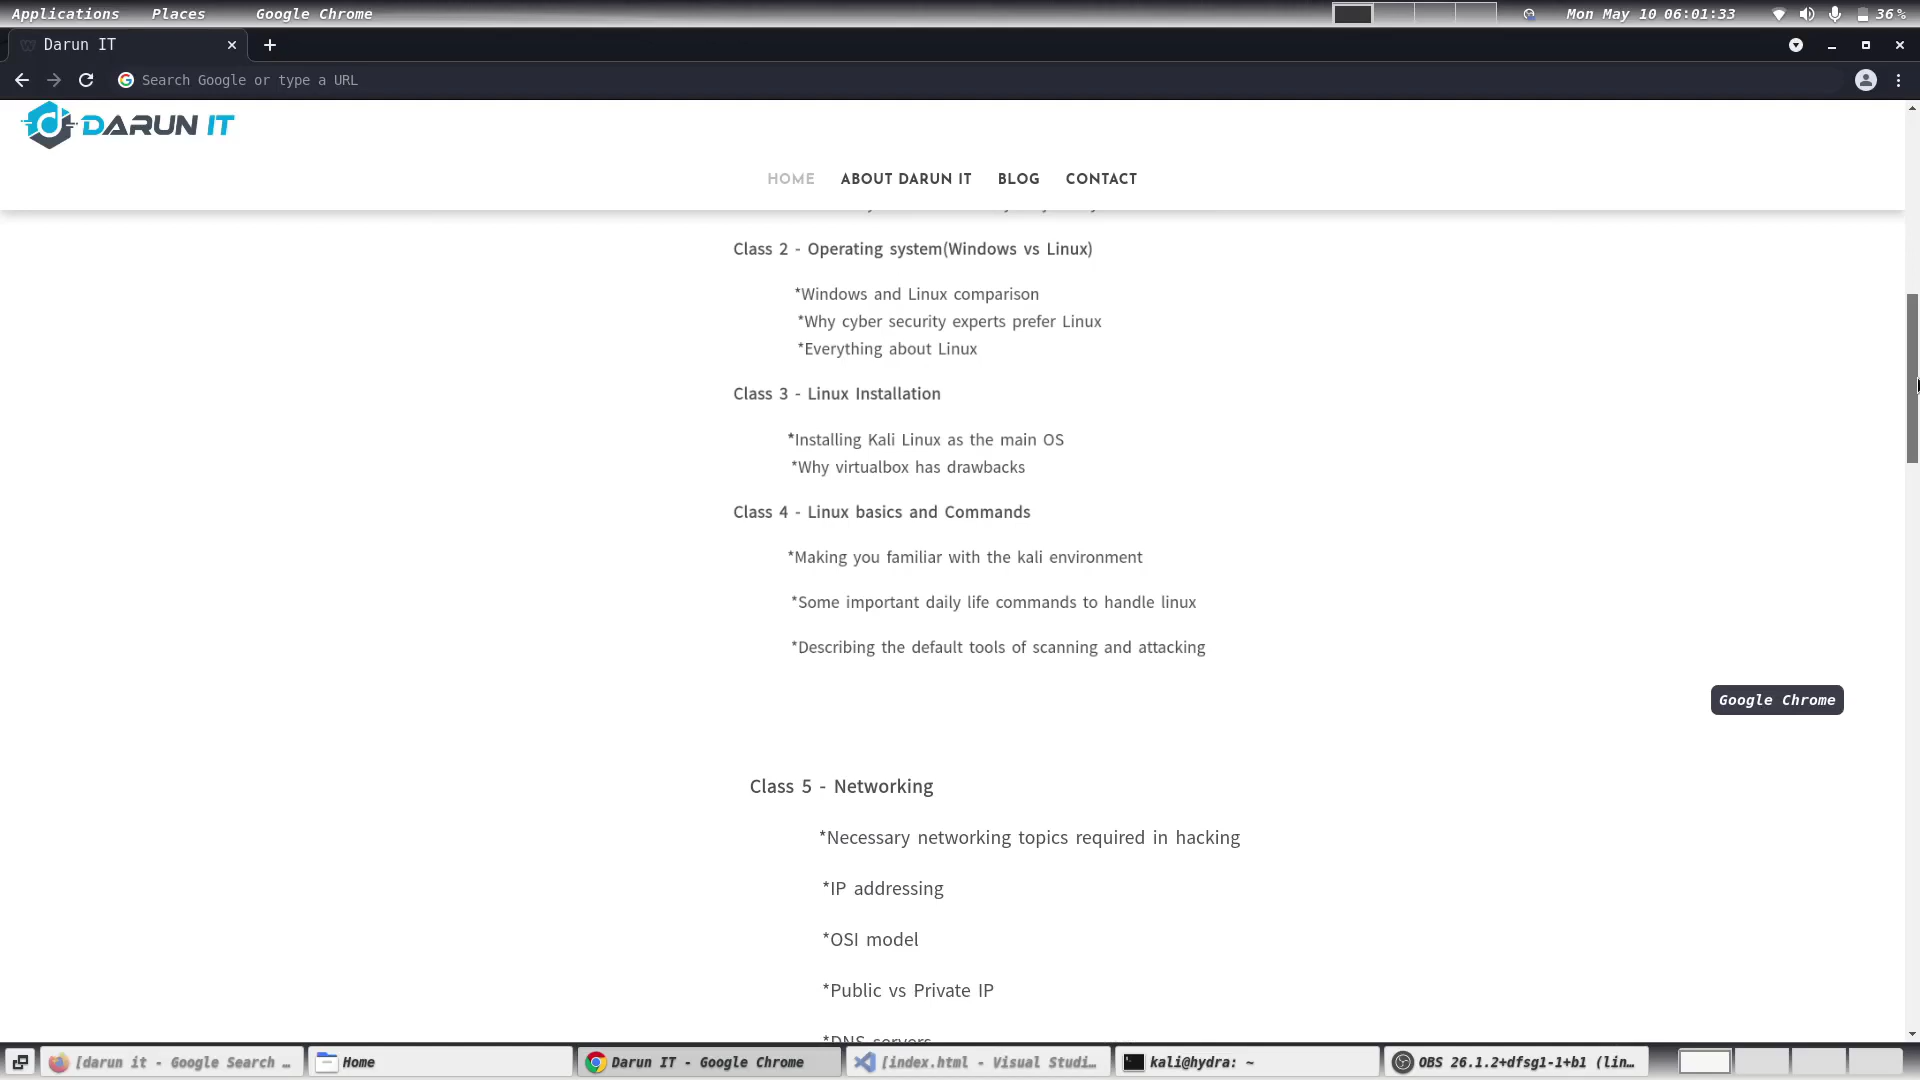 Applications Places Google Chrome Mon May 10 06:01:33 36%
Darun IT
Search Google or type a URL
DARUN IT
HOME ABOUT DARUN IT BLOG CONTACT
Class 2 - Operating system(Windows vs Linux)
*Windows and Linux comparison
*Why cyber security experts prefer Linux
*Everything about Linux
Class 3 - Linux Installation
*Installing Kali Linux as the main OS
*Why virtualbox has drawbacks
Class 4 - Linux basics and Commands
*Making you familiar with the kali environment
*Some important daily life commands to handle linux
*Describing the default tools of scanning and attacking
Google Chrome
Class 5 - Networking
*Necessary networking topics required in hacking
*IP addressing
*OSI model
*Public vs Private IP
*DNS servers
[darun it - Google Search … Home Darun IT - Google Chrome [index.html - Visual Studi… kali@hydra: ~ OBS 26.1.2+dfsg1-1+b1 (lin…